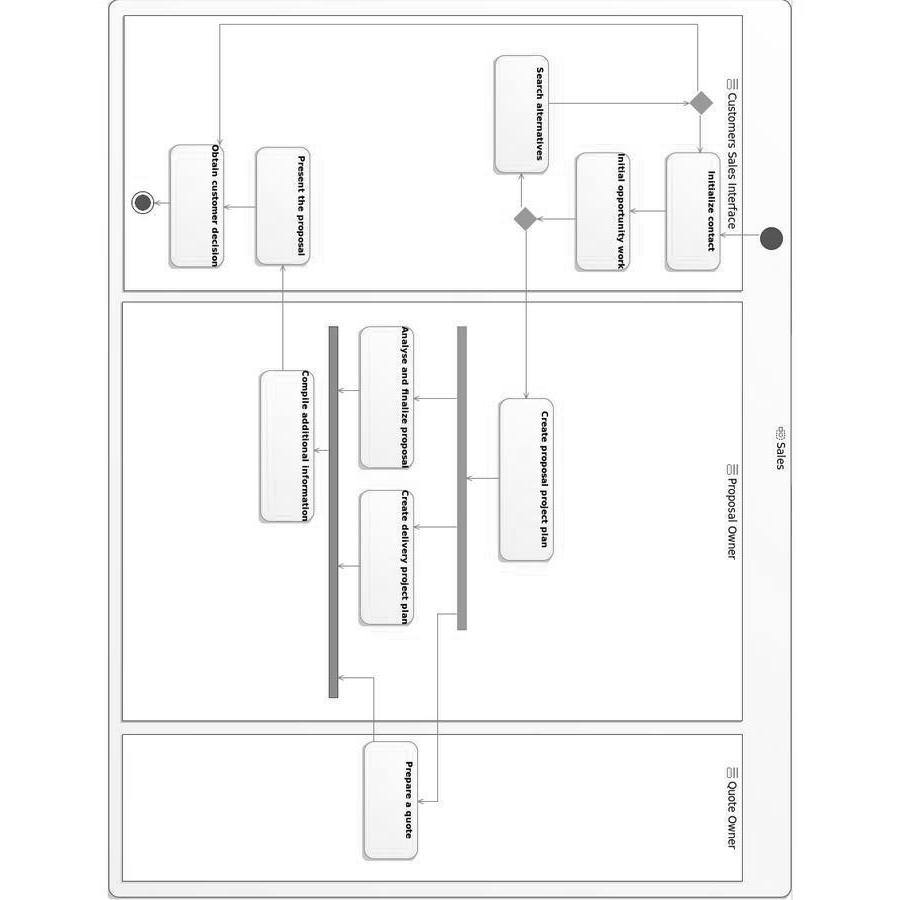 Sales
Customers Sales Interface
Initialize contact
Initial opportunity work
Search alternatives
Present the proposal
Obtain customer decision
Proposal Owner
Create proposal project plan
Analyse and finalize proposal
Create delivery project plan
Compile additional information
Quote Owner
Prepare a quote